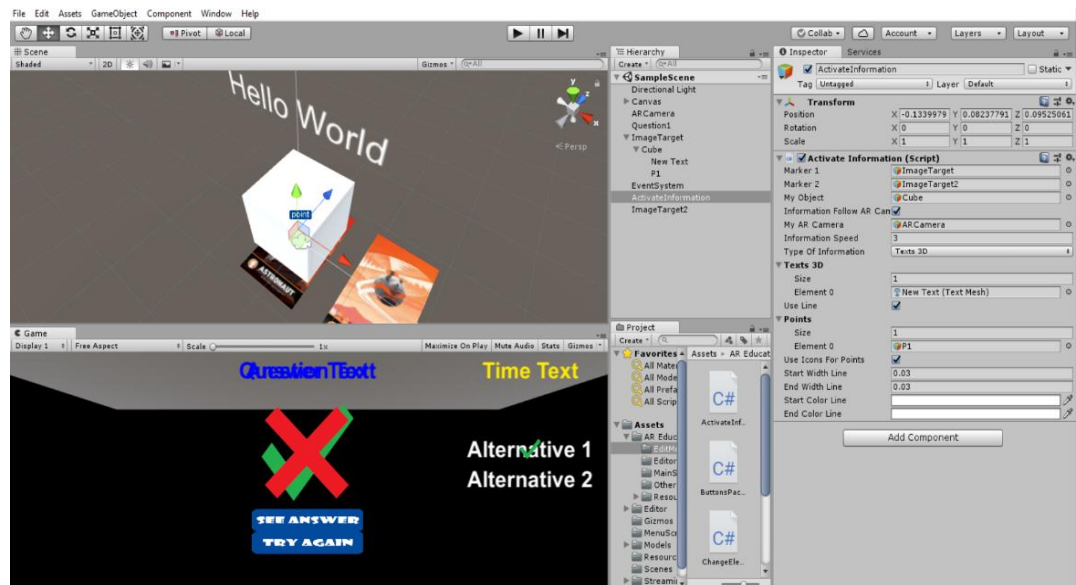 File Edit Assets GameObject Component Window Help
Pivot Local
Collab Account Layers Layout
Scene
Shaded 2D Gizmos All
Hello World
y
x
z
Persp
point
ASTRONAUT
Game
Display 1 Free Aspect Scale 1x Maximize On Play Mute Audio Stats Gizmos
Time Text
Alternative 1
Alternative 2
SEE ANSWER
TRY AGAIN
Hierarchy
Create All
SampleScene
Directional Light
Canvas
ARCamera
Question1
ImageTarget
Cube
New Text
P1
EventSystem
ActivateInformation
ImageTarget2
Project
Create
Favorites
All Mater
All Mode
All Prefa
All Scrip
Assets
AR Educ
EditMo
Editor
MainS
Other
Resou
Editor
Gizmos
MenuScr
Models
Resourc
Scenes
Streami
Assets AR Educat
C#
ActivateInf..
C#
ButtonsPac..
C#
ChangeEle..
Inspector Services
ActivateInformation Static
Tag Untagged Layer Default
Transform
Position X -0.1339979 Y 0.08237791 Z 0.09525061
Rotation X 0 Y 0 Z 0
Scale X 1 Y 1 Z 1
Activate Information (Script)
Marker 1 ImageTarget
Marker 2 ImageTarget2
My Object Cube
Information Follow AR Can
My AR Camera ARCamera
Information Speed 3
Type Of Information Texts 3D
Texts 3D
Size 1
Element 0 New Text (Text Mesh)
Use Line
Points
Size 1
Element 0 P1
Use Icons For Points
Start Width Line 0.03
End Width Line 0.03
Start Color Line
End Color Line
Add Component